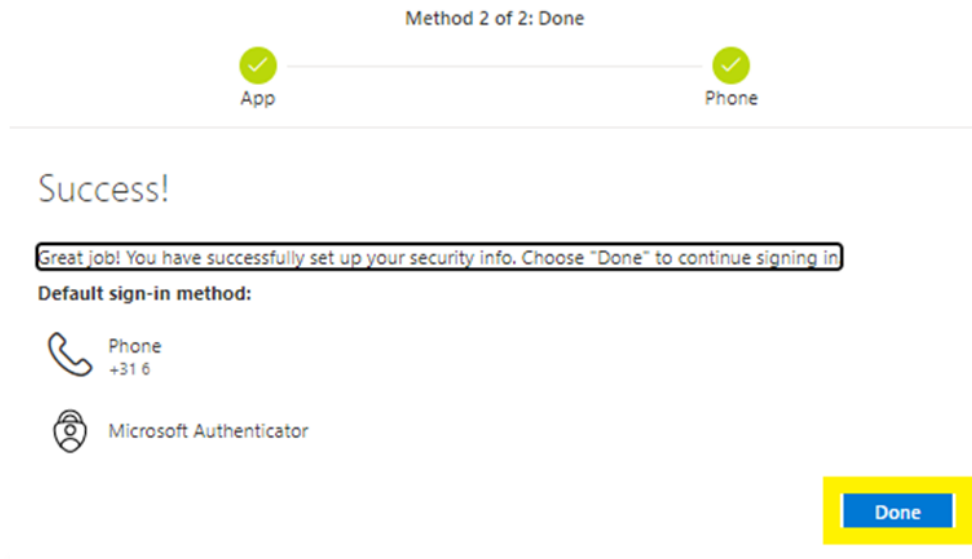 Method 2 of 2: Done
App
Phone
Success!
Great job! You have successfully set up your security info. Choose "Done" to continue signing in
Default sign-in method:
Phone
+31 6
Microsoft Authenticator
Done